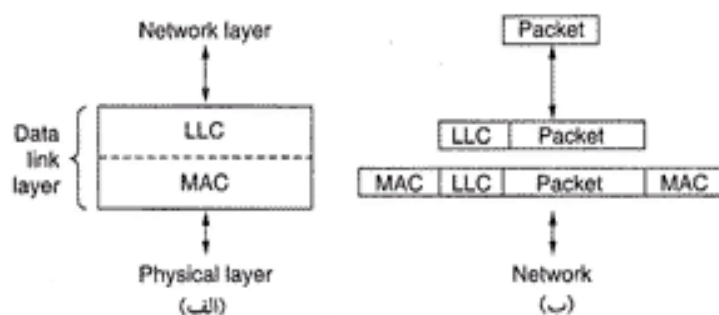 Network layer
Data
link
layer
LLC
MAC
Physical layer
(الف)
Packet
LLC Packet
MAC LLC Packet MAC
Network
(ب)